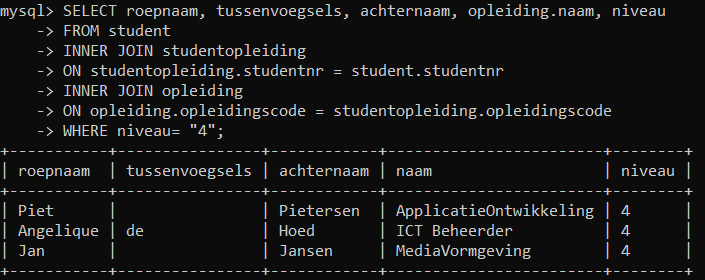 mysql> SELECT roepnaam, tussenvoegsels, achternaam, opleiding.naam, niveau
    -> FROM student
    -> INNER JOIN studentopleiding
    -> ON studentopleiding.studentnr = student.studentnr
    -> INNER JOIN opleiding
    -> ON opleiding.opleidingscode = studentopleiding.opleidingscode
    -> WHERE niveau= "4";
+-----------+----------------+------------+-----------------------+--------+
| roepnaam  | tussenvoegsels | achternaam | naam                  | niveau |
+-----------+----------------+------------+-----------------------+--------+
| Piet      |                | Pietersen  | ApplicatieOntwikkeling | 4      |
| Angelique | de             | Hoed       | ICT Beheerder         | 4      |
| Jan       |                | Jansen     | MediaVormgeving       | 4      |
+-----------+----------------+------------+-----------------------+--------+